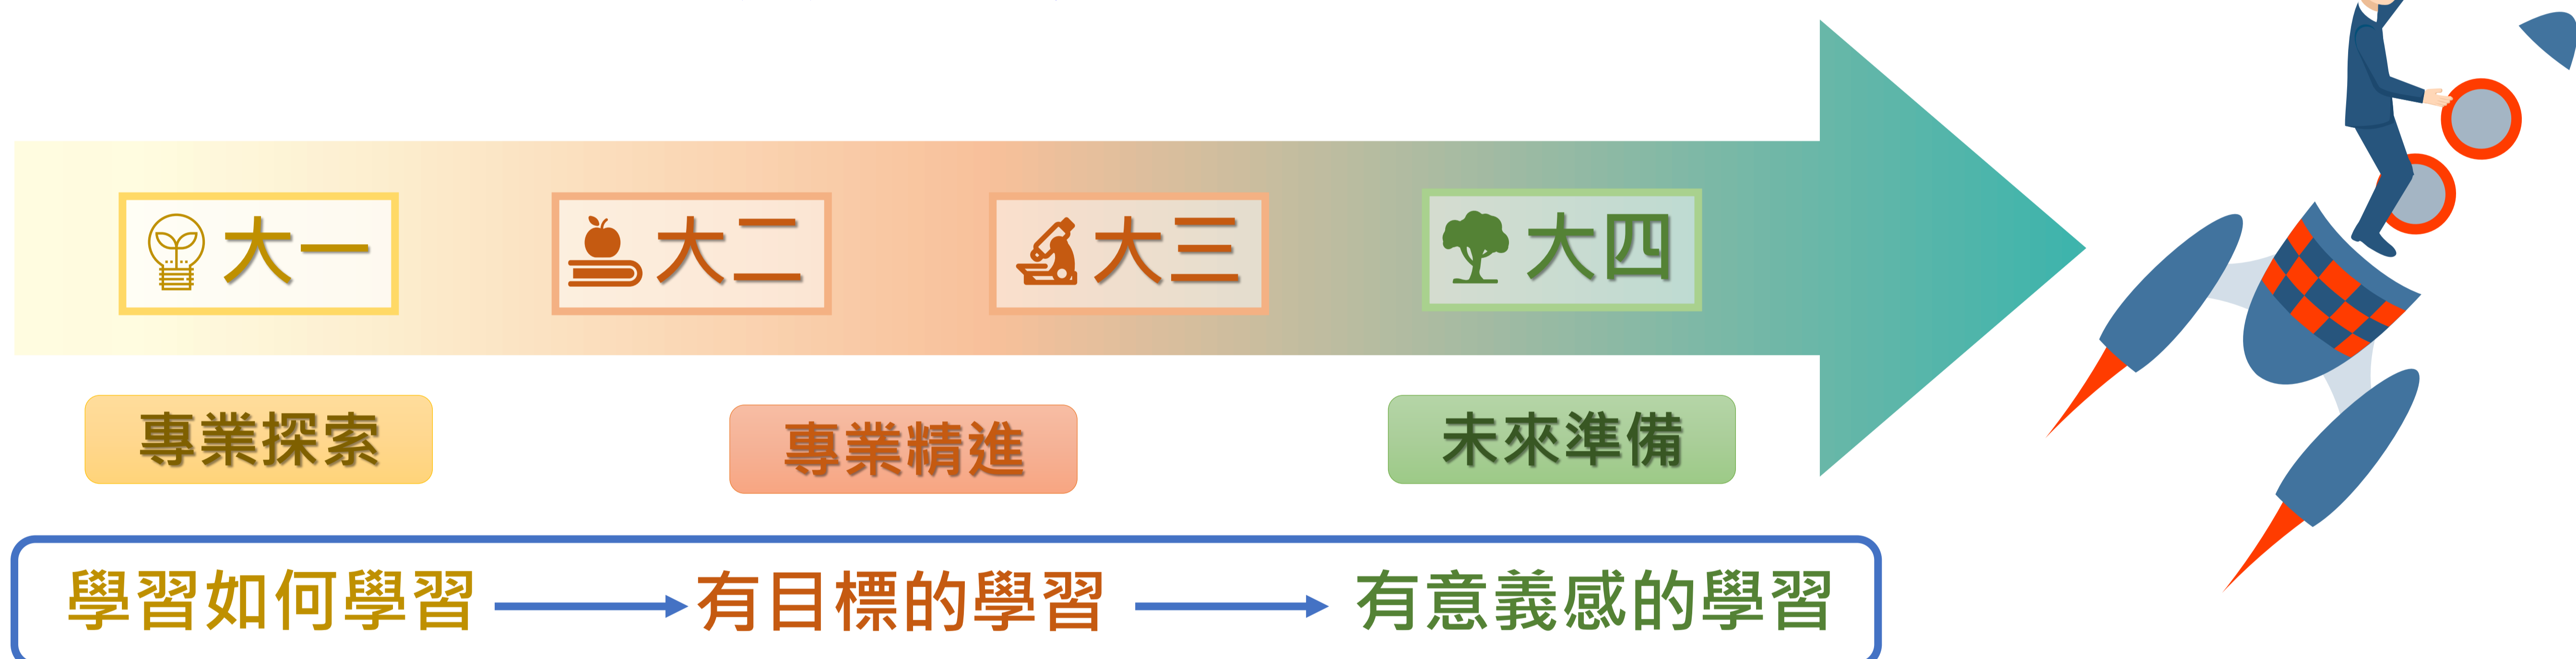 大一 大二 大三 大四
專業探索 專業精進 未來準備
學習如何學習 有目標的學習 有意義感的學習